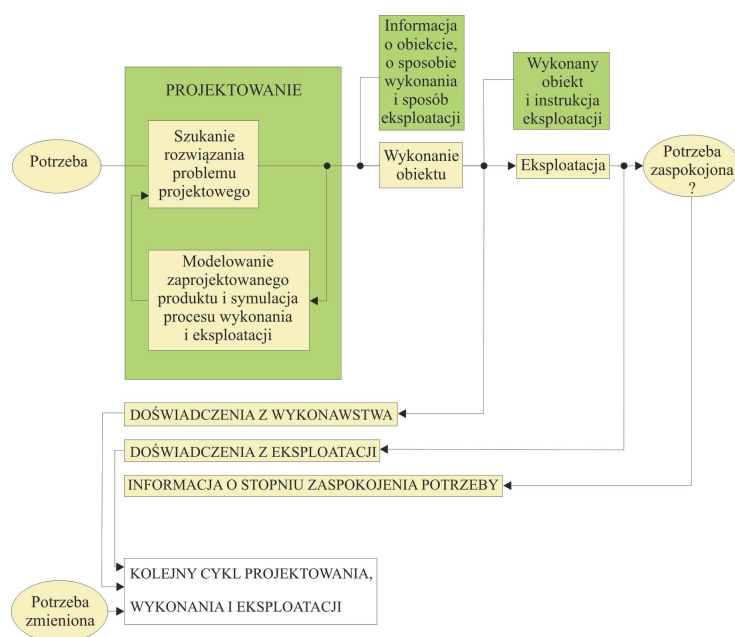 Informacja
o obiekcie,
o sposobie
wykonania
i sposób
eksploatacji
Wykonany
obiekt
i instrukcja
eksploatacji
PROJEKTOWANIE
Potrzeba
Szukanie
rozwiązania
problemu
projektowego
Wykonanie
obiektu
Eksploatacja
Potrzeba
zaspokojona
?
Modelowanie
zaprojektowanego
produktu i symulacja
procesu wykonania
i eksploatacji
DOŚWIADCZENIA Z WYKONAWSTWA
DOŚWIADCZENIA Z EKSPLOATACJI
INFORMACJA O STOPNIU ZASPOKOJENIA POTRZEBY
KOLEJNY CYKL PROJEKTOWANIA,
WYKONANIA I EKSPLOATACJI
Potrzeba
zmieniona